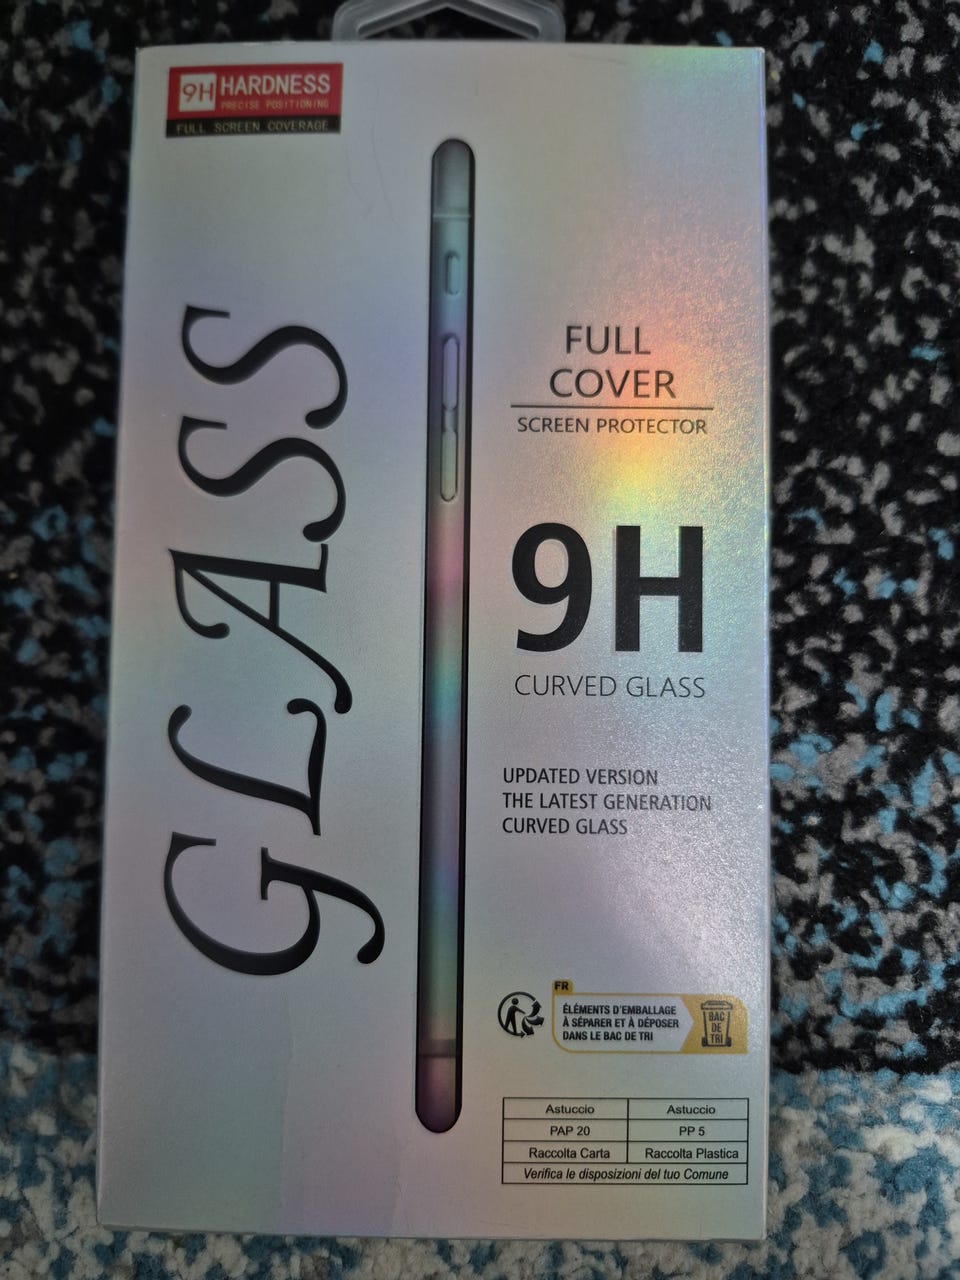 9H HARDNESS
PRECISE POSITIONING
FULL SCREEN COVERAGE
GLASS
FULL
COVER
SCREEN PROTECTOR
9H
CURVED GLASS
UPDATED VERSION
THE LATEST GENERATION
CURVED GLASS
FR
ÉLÉMENTS D'EMBALLAGE
À SÉPARER ET À DÉPOSER
DANS LE BAC DE TRI
BAC
DE
TRI
Astuccio Astuccio
PAP 20 PP 5
Raccolta Carta Raccolta Plastica
Verifica le disposizioni del tuo Comune